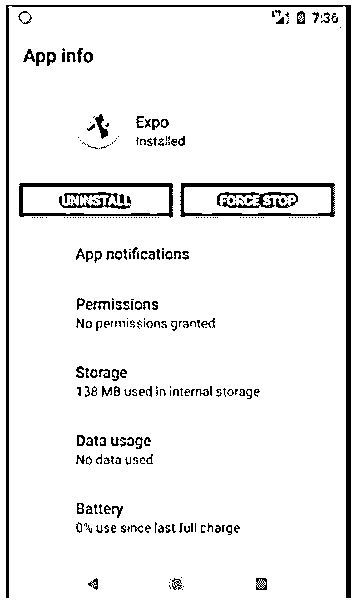 7:36
App info
Expo
Installed
UNINSTALL
FORCE STOP
App notifications
Permissions
No permissions granted
Storage
138 MB used in internal storage
Data usage
No data used
Battery
0% use since last full charge